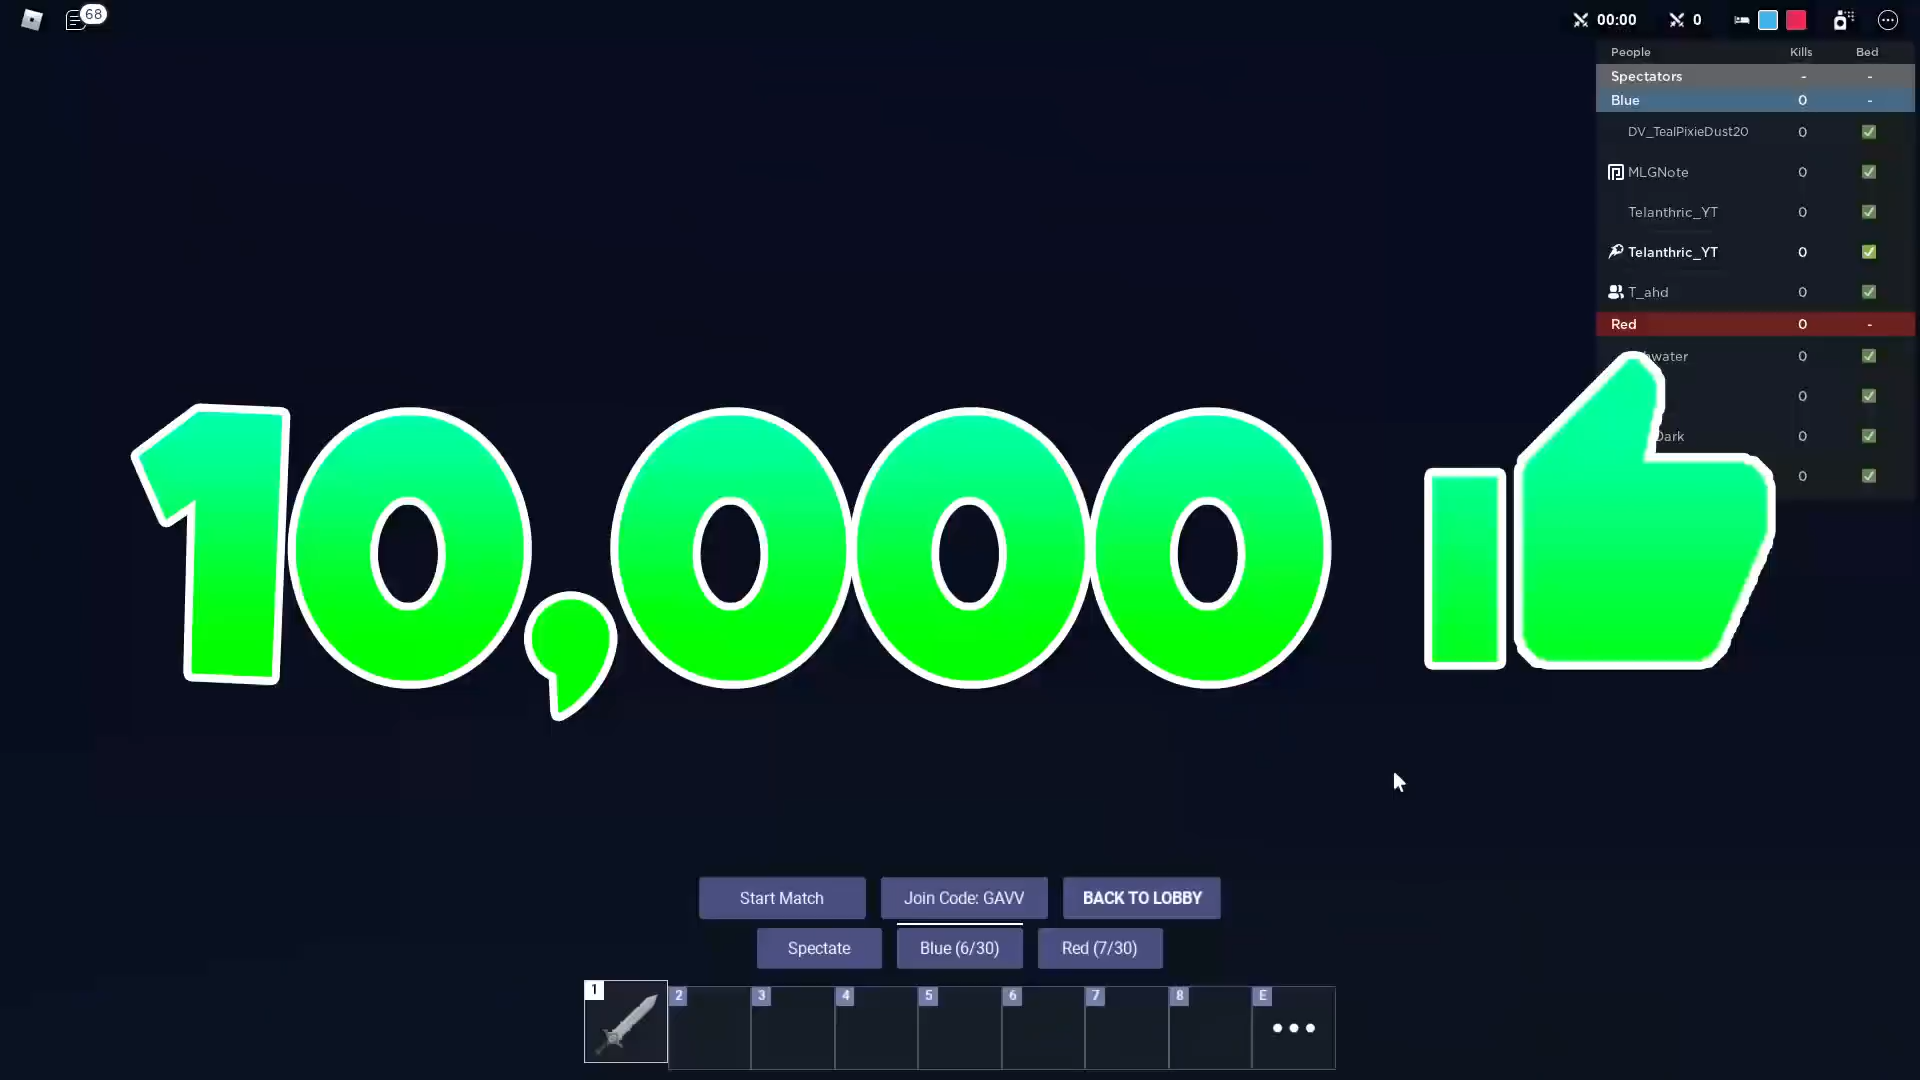 68
00:00 0
People Kills Bed
Spectators - -
Blue 0 -
DV_TealPixieDust20 0
MLGNote 0
Telanthric_YT 0
Telanthric_YT 0
T_ahd 0
Red 0 -
0
0
0
0
10,000
Start Match Join Code: GAVV BACK TO LOBBY
Spectate Blue (6/30) Red (7/30)
1 2 3 4 5 6 7 8 E